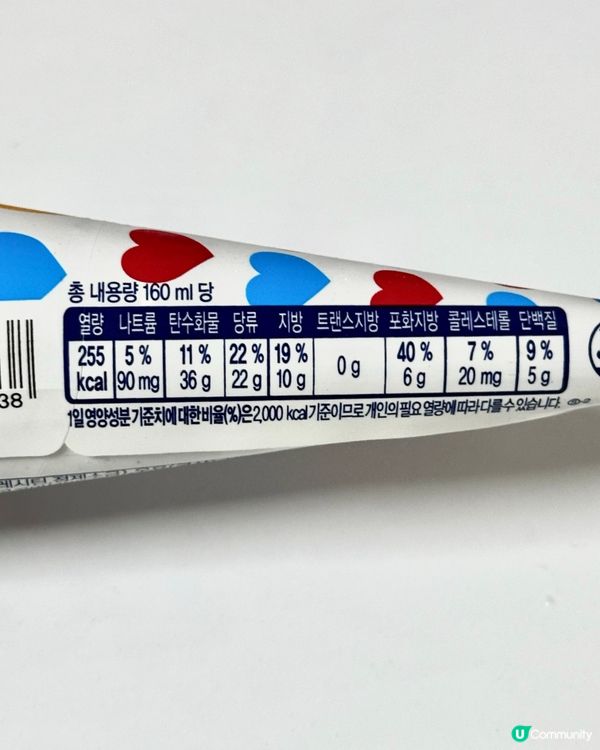 총 내용량 160 ml 당
열량 나트륨 탄수화물 당류 지방 트랜스지방 포화지방 콜레스테롤 단백질
255 5 % 11 % 22 % 19 % 0 g 40 % 7 % 9 %
kcal 90 mg 36 g 22 g 10 g 6 g 20 mg 5 g
1일 영양성분 기준치에 대한 비율(%)은 2,000 kcal 기준이므로 개인의 필요 열량에 따라 다를 수 있습니다.
38
U Community